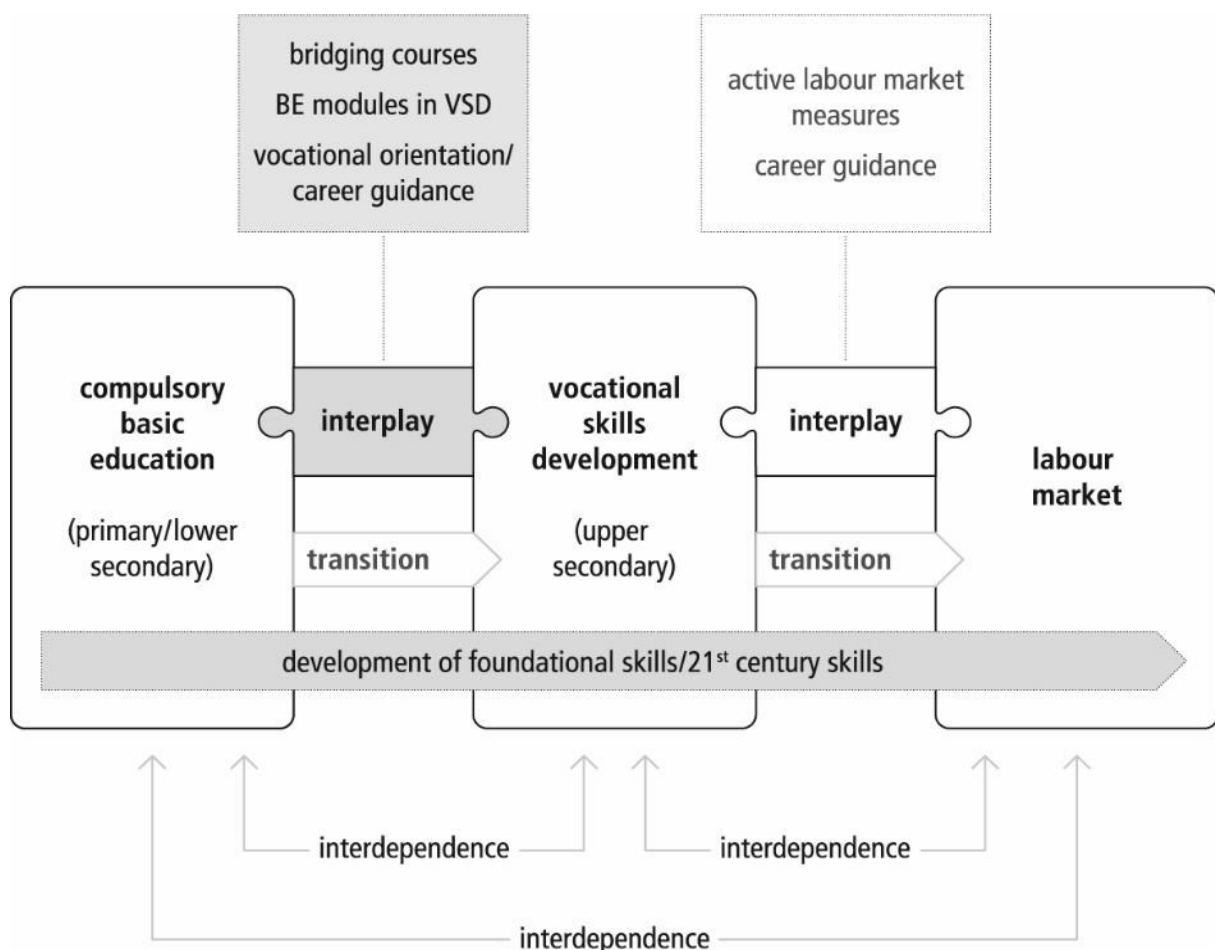 bridging courses
BE modules in VSD
vocational orientation/
career guidance
active labour market
measures
career guidance
compulsory
basic
education
(primary/lower
secondary)
interplay
transition
vocational
skills
development
(upper
secondary)
interplay
transition
labour
market
development of foundational skills/21st century skills
interdependence
interdependence
interdependence